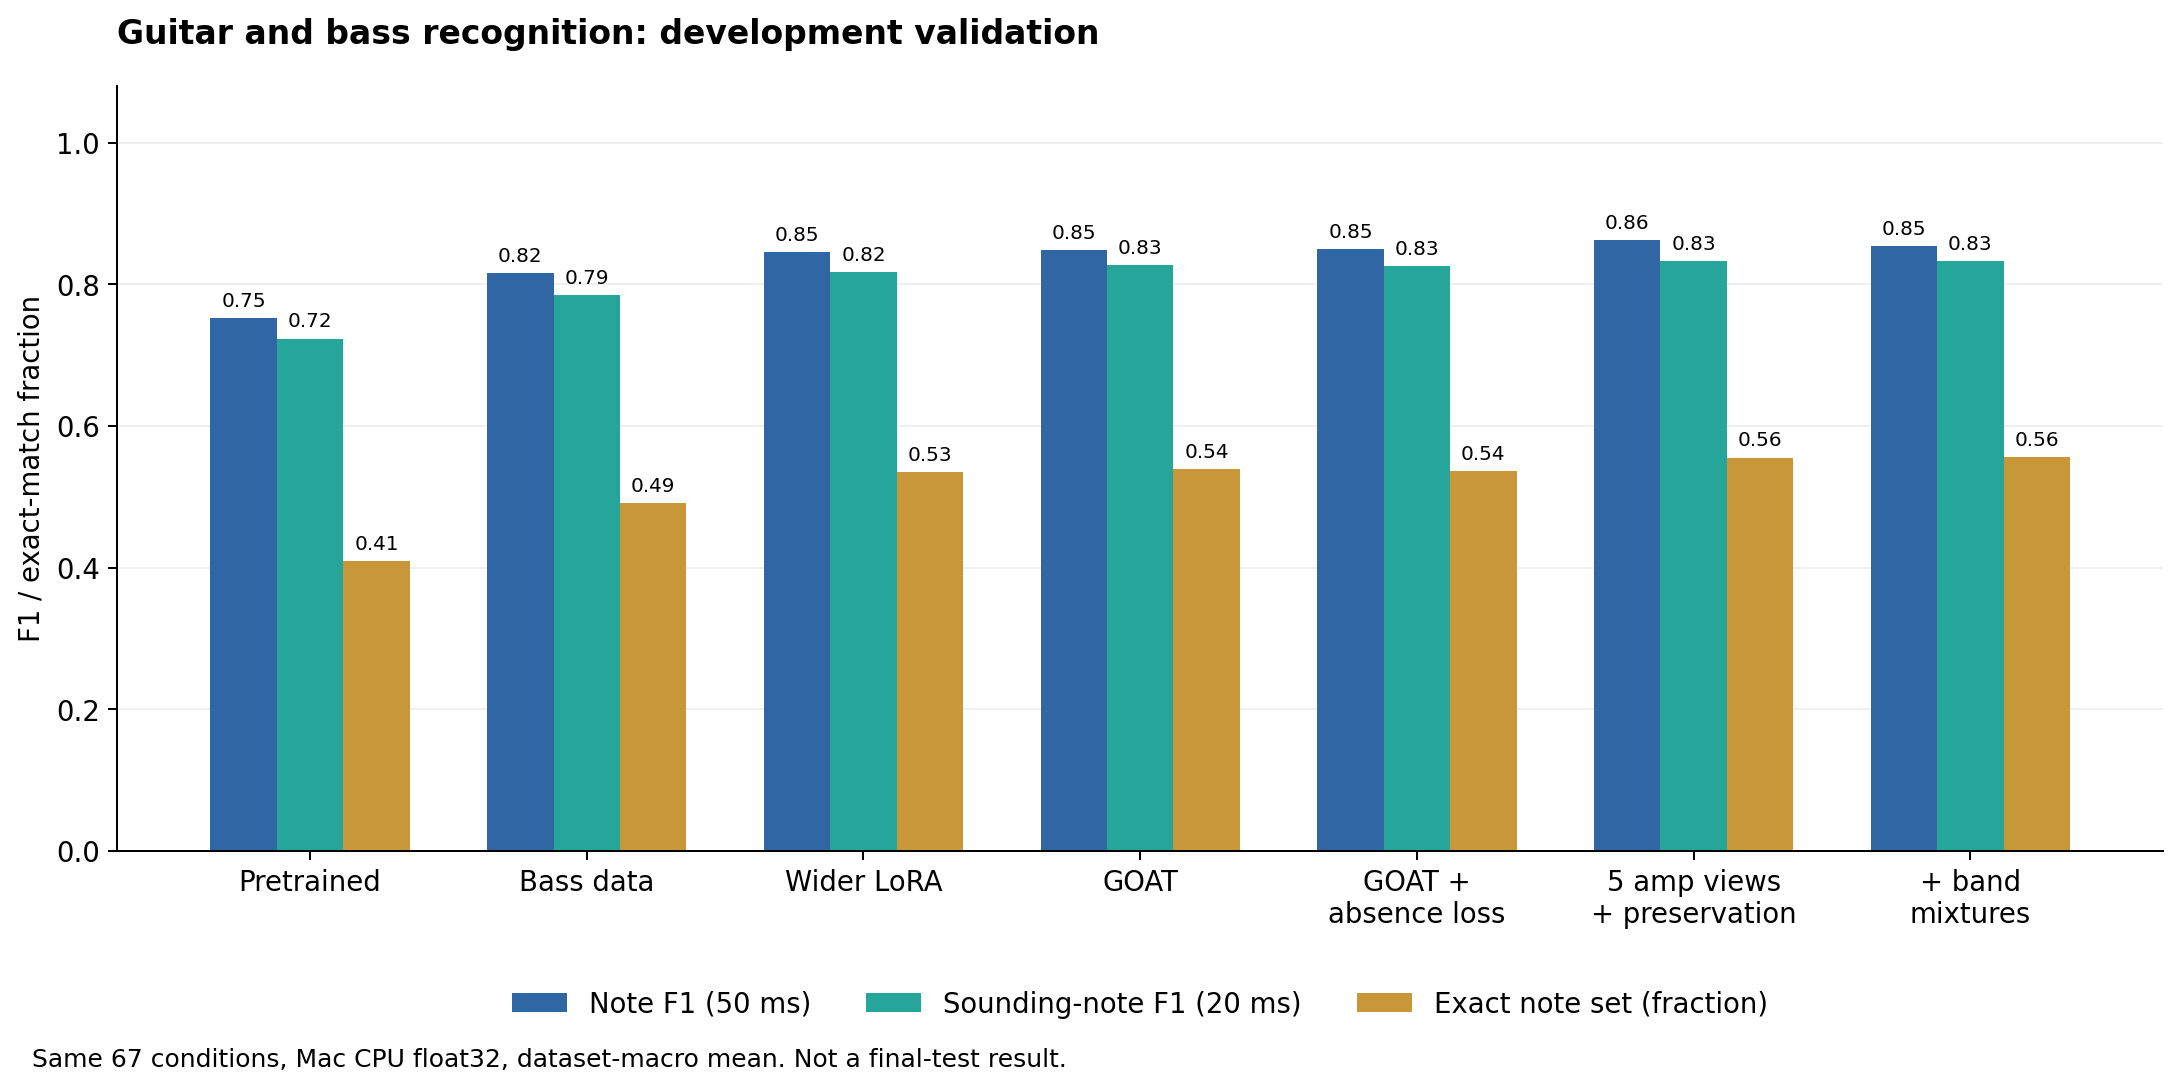 Guitar and bass recognition: development validation
F1 / exact-match fraction
1.0
0.8
0.6
0.4
0.2
0.0
0.75
0.72
0.41
0.82
0.79
0.49
0.85
0.82
0.53
0.85
0.83
0.54
0.85
0.83
0.54
0.86
0.83
0.56
0.85
0.83
0.56
Pretrained
Bass data
Wider LoRA
GOAT
GOAT +
absence loss
5 amp views
+ preservation
+ band
mixtures
Note F1 (50 ms)
Sounding-note F1 (20 ms)
Exact note set (fraction)
Same 67 conditions, Mac CPU float32, dataset-macro mean. Not a final-test result.